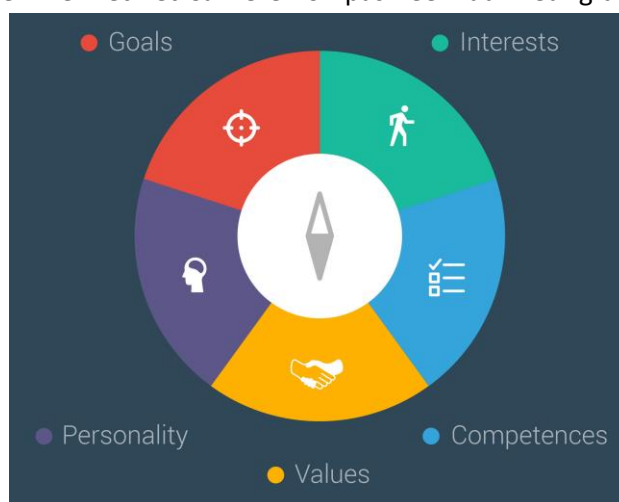 Goals
Interests
Personality
Competences
Values